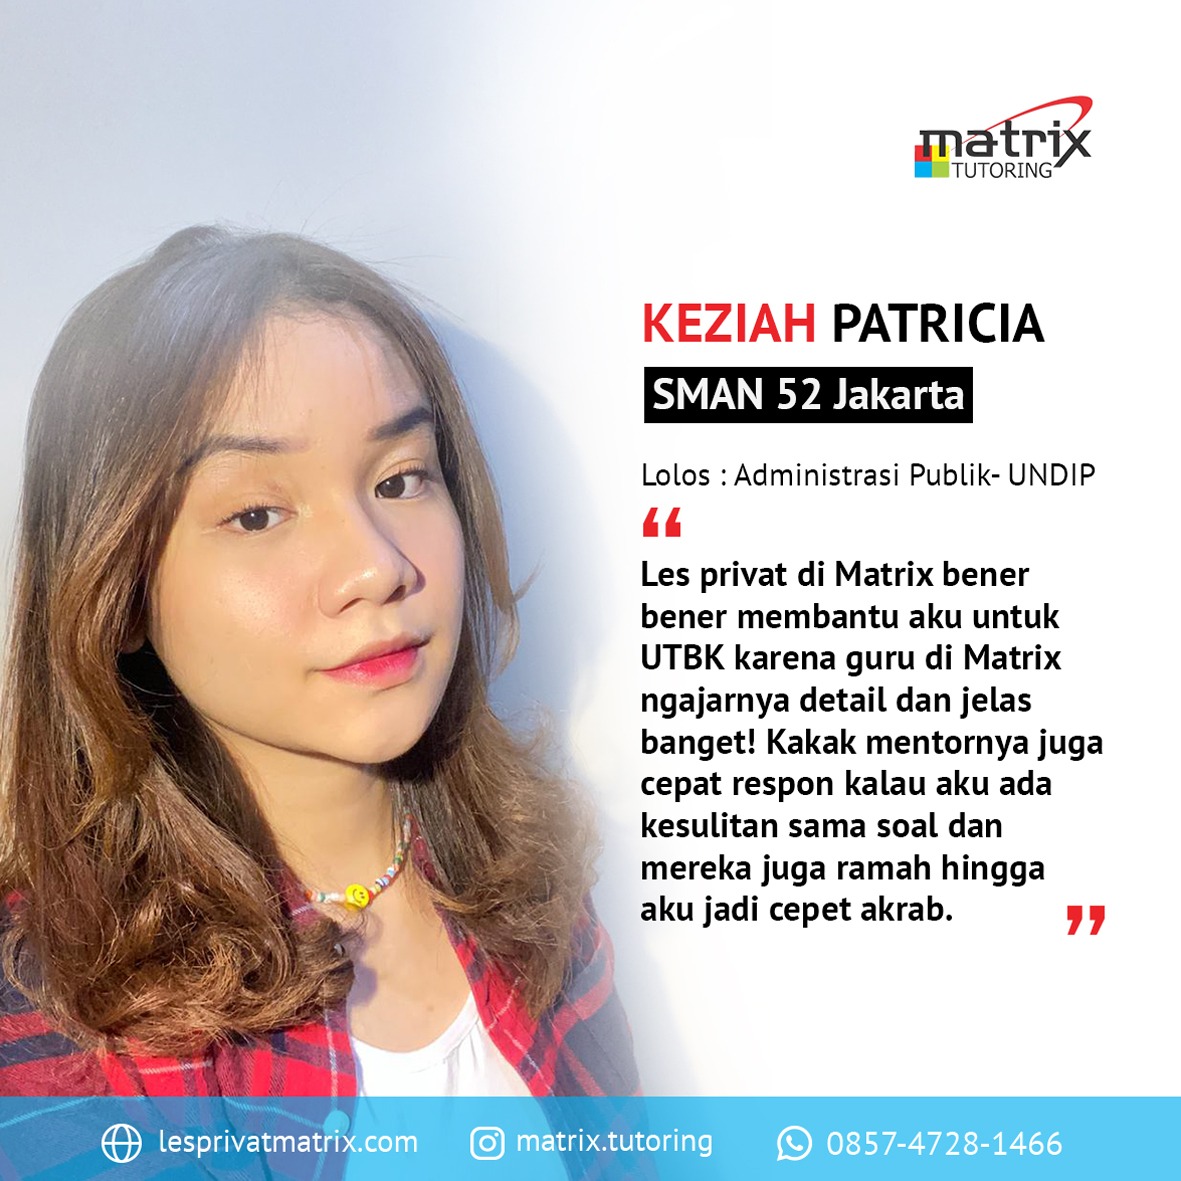 matrix
TUTORING
KEZIAH PATRICIA
SMAN 52 Jakarta
Lolos : Administrasi Publik- UNDIP
“
Les privat di Matrix bener
bener membantu aku untuk
UTBK karena guru di Matrix
ngajarnya detail dan jelas
banget! Kakak mentornya juga
cepat respon kalau aku ada
kesulitan sama soal dan
mereka juga ramah hingga
aku jadi cepet akrab.
”
lesprivatmatrix.com matrix.tutoring 0857-4728-1466